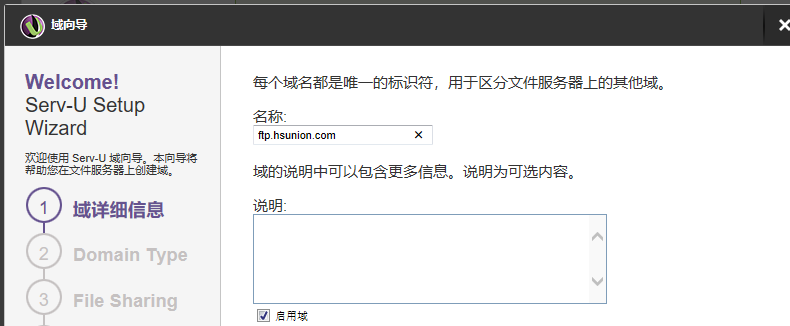 域向导
Welcome!
Serv-U Setup
Wizard
欢迎使用 Serv-U 域向导。本向导将
帮助您在文件服务器上创建域。
1 域详细信息
2 Domain Type
3 File Sharing
每个域名都是唯一的标识符，用于区分文件服务器上的其他域。
名称:
ftp.hsunion.com
域的说明中可以包含更多信息。说明为可选内容。
说明:
启用域